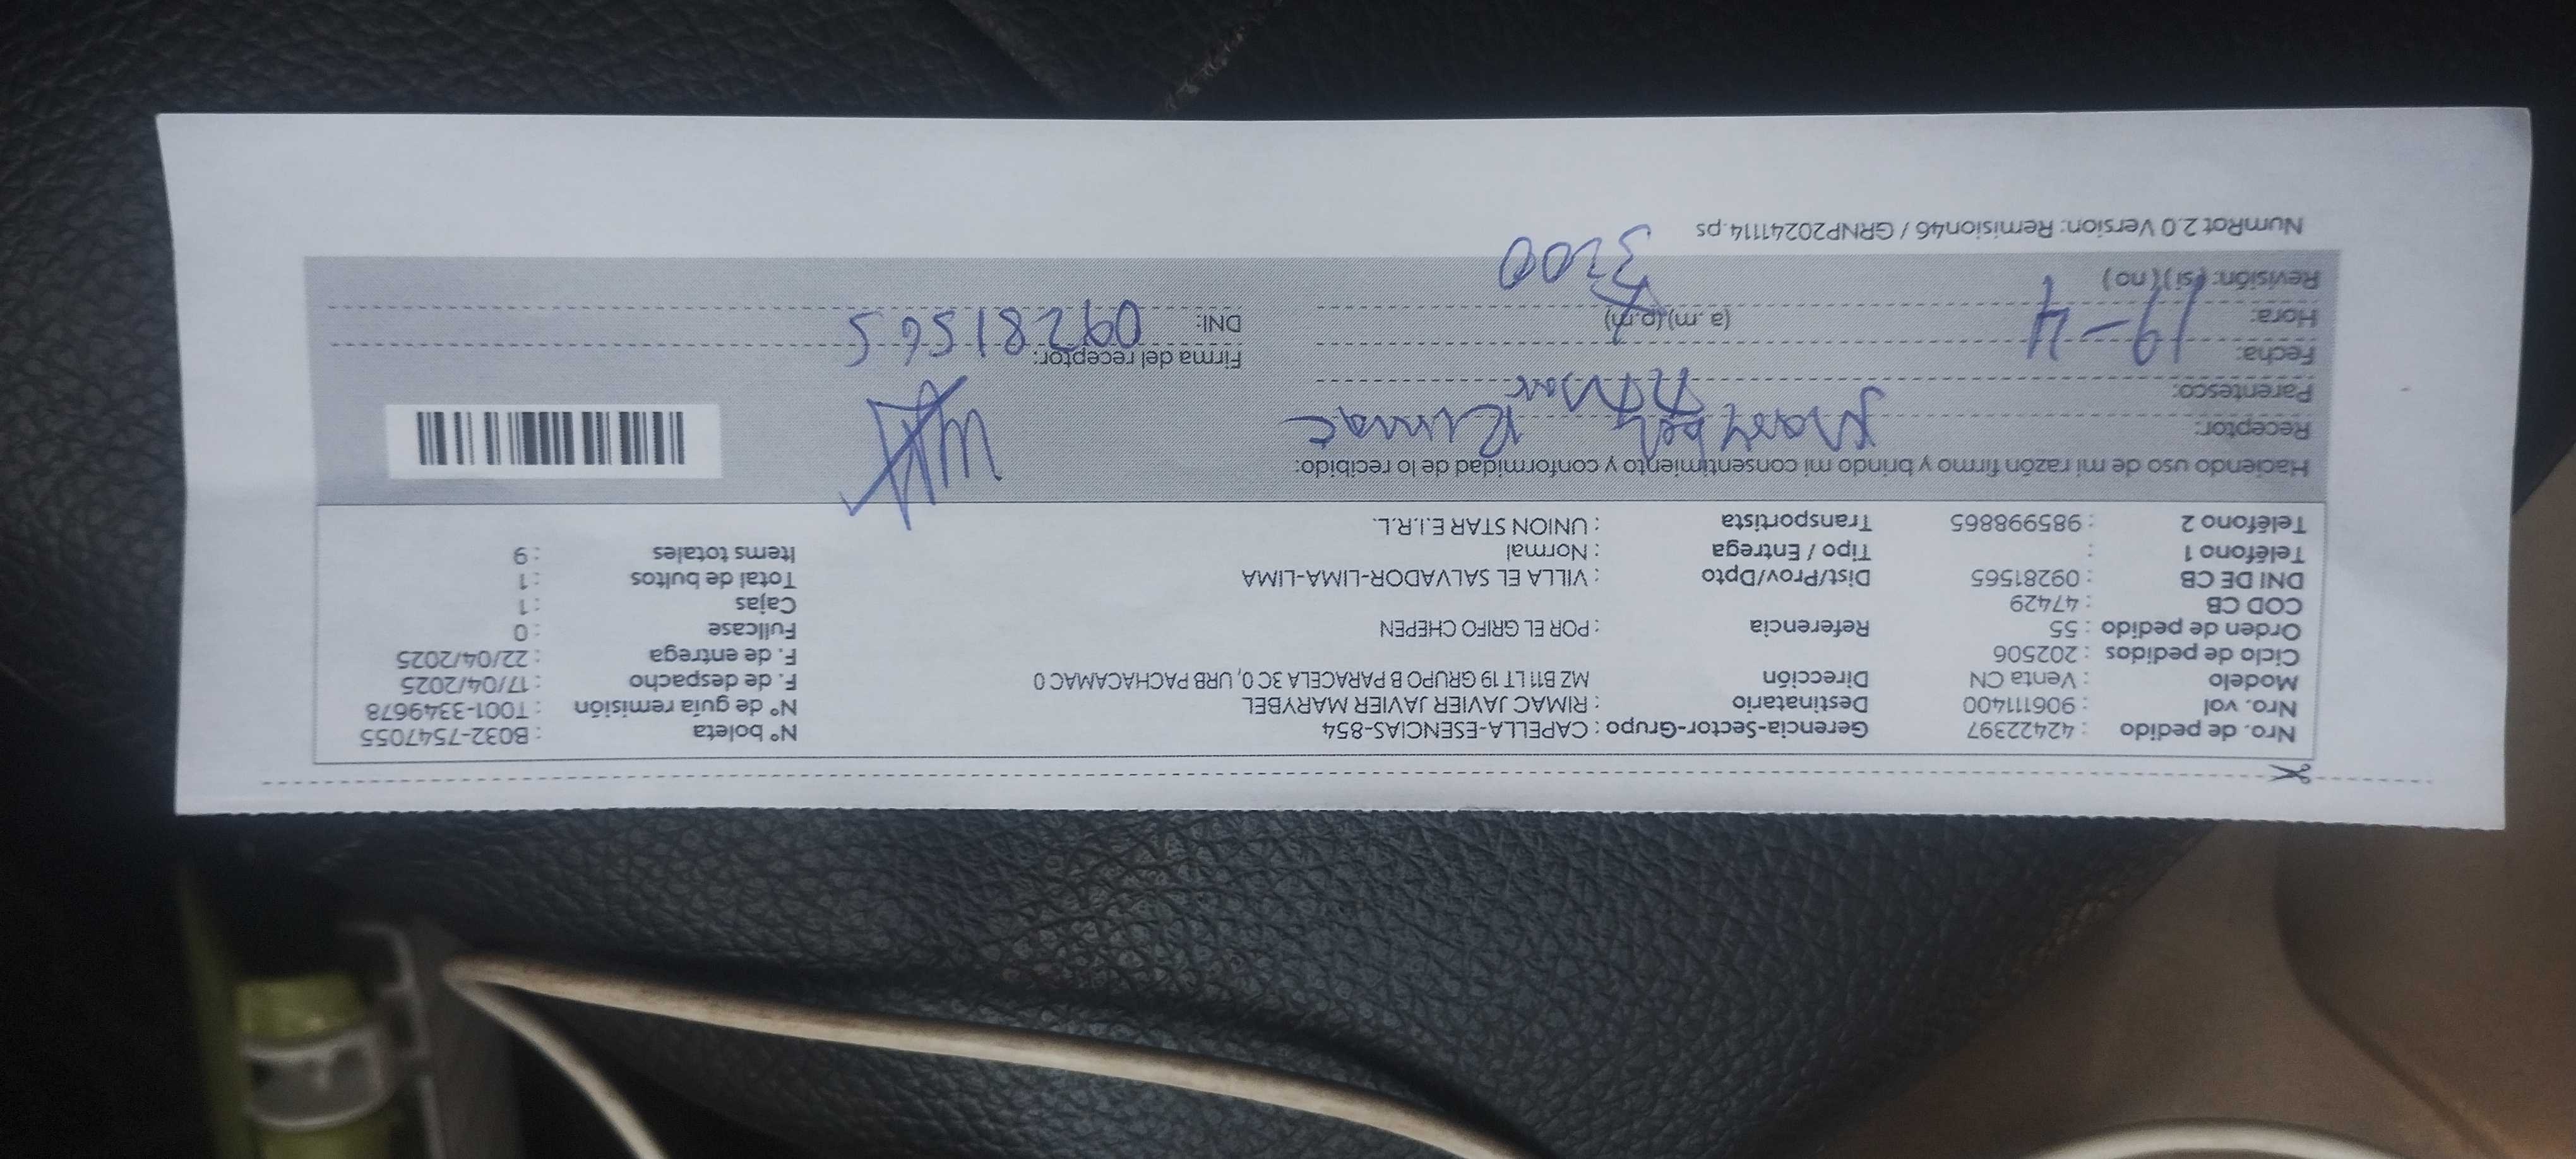 Nro. de pedido : 42422397 Gerencia-Sector-Grupo : CAPELLA-ESENCIAS-854 N° boleta : B032-7547055
Nro. vol : 906111400 Destinatario : RIMAC JAVIER JAVIER MARYBEL N° de guía remisión : T001-3349678
Modelo : Venta CN Dirección MZ B11 LT 19 GRUPO B PARACELA 3C 0, URB PACHACAMAC 0 F. de despacho : 17/04/2025
Ciclo de pedidos : 202506 F. de entrega : 22/04/2025
Orden de pedido : 55 Referencia : POR EL GRIFO CHEPEN Fullcase : 0
COD CB : 47429 Cajas : 1
DNI DE CB : 09281565 Dist/Prov/Dpto : VILLA EL SALVADOR-LIMA-LIMA Total de bultos : 1
Teléfono 1 : Tipo / Entrega : Normal Items totales : 9
Teléfono 2 : 985998865 Transportista : UNION STAR E.I.R.L.
Haciendo uso de mi razón firmo y brindo mi consentimiento y conformidad de lo recibido:
Receptor: Marybel Rimac
Parentesco:
Fecha: 19-4 Firma del receptor:
Hora: (a .m) (p.m) DNI: 09281565
Revisión: (si) (no) 3200
NumRot 2.0 Version: Remision46 / GRNP20241114.ps